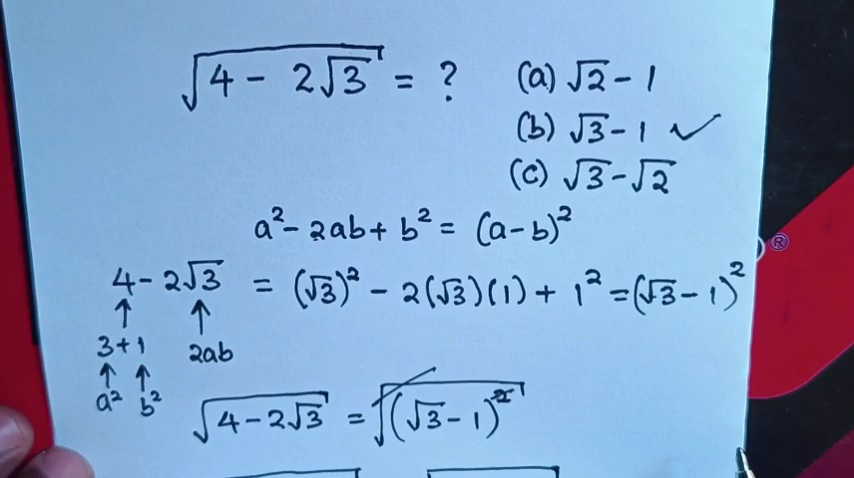 √(4 - 2√3) = ? (a) √2 - 1
(b) √3 - 1 ✓
(c) √3 - √2
a² - 2ab + b² = (a - b)²
4 - 2√3 = (√3)² - 2(√3)(1) + 1² = (√3 - 1)²
↑ ↑
3 + 1 2ab
↑ ↑
a² b²
√(4 - 2√3) = √(√3 - 1)²
®